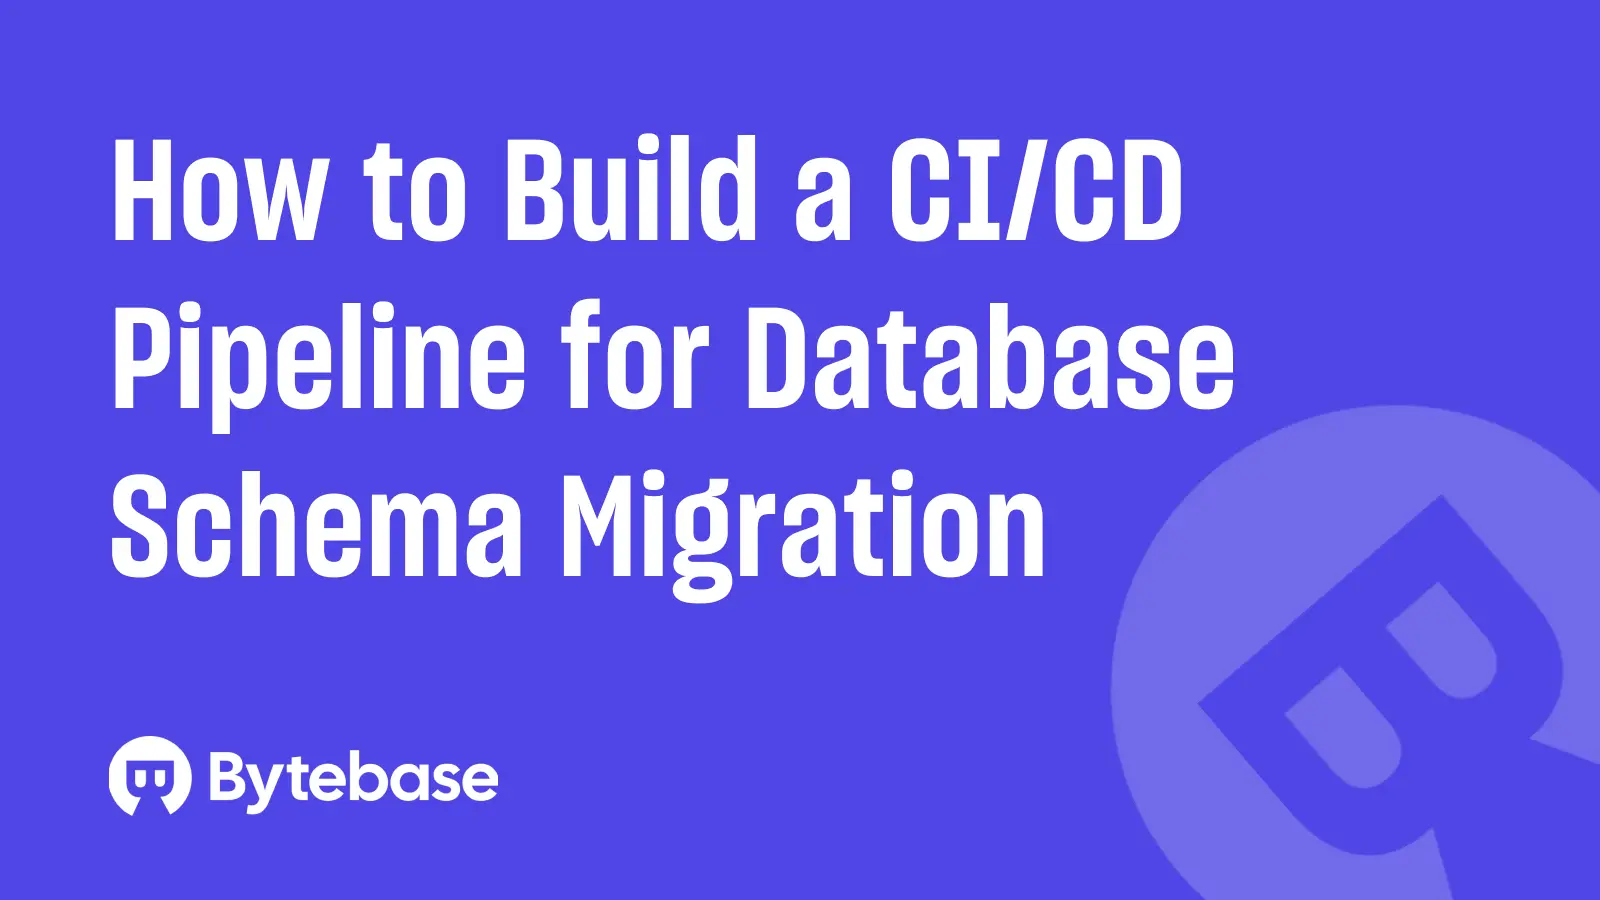 How to Build a CI/CD
Pipeline for Database
Schema Migration
Bytebase